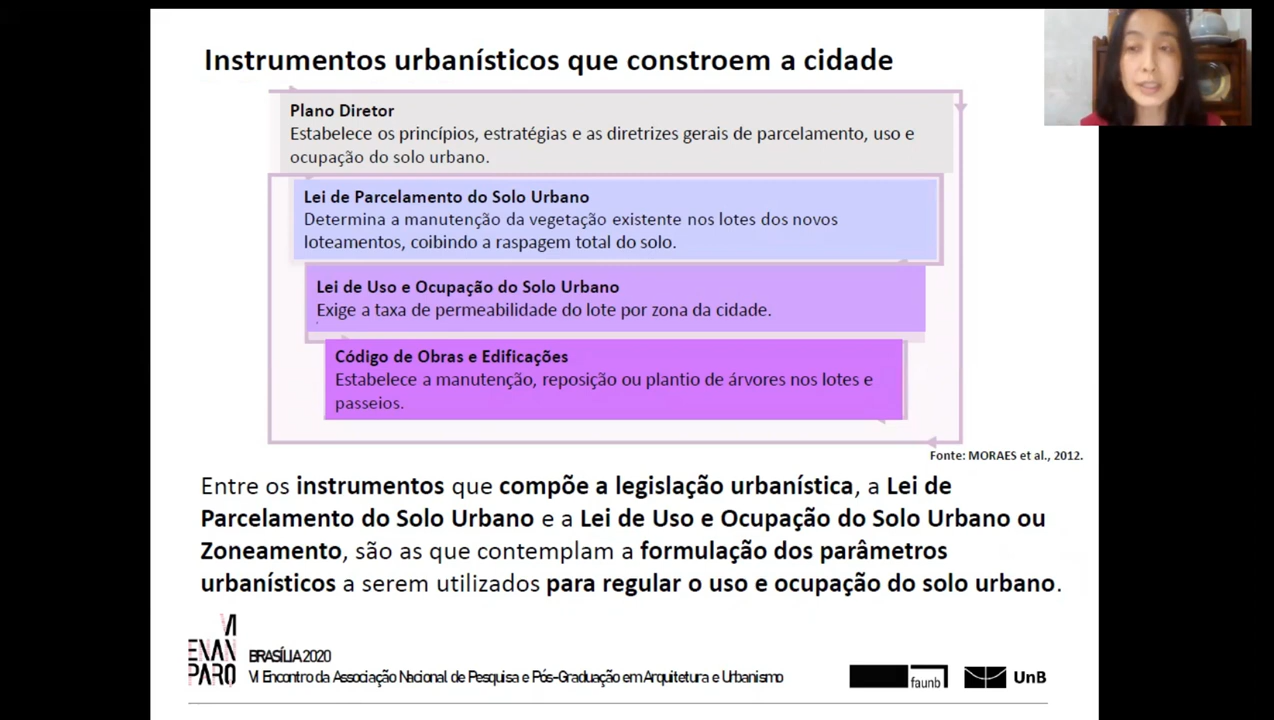 Instrumentos urbanísticos que constroem a cidade
Plano Diretor
Estabelece os princípios, estratégias e as diretrizes gerais de parcelamento, uso e
ocupação do solo urbano.
Lei de Parcelamento do Solo Urbano
Determina a manutenção da vegetação existente nos lotes dos novos
loteamentos, coibindo a raspagem total do solo.
Lei de Uso e Ocupação do Solo Urbano
Exige a taxa de permeabilidade do lote por zona da cidade.
Código de Obras e Edificações
Estabelece a manutenção, reposição ou plantio de árvores nos lotes e
passeios.
Fonte: MORAES et al., 2012.
Entre os instrumentos que compõe a legislação urbanística, a Lei de
Parcelamento do Solo Urbano e a Lei de Uso e Ocupação do Solo Urbano ou
Zoneamento, são as que contemplam a formulação dos parâmetros
urbanísticos a serem utilizados para regular o uso e ocupação do solo urbano.
VI
ENAN
PARQ
BRASÍLIA 2020
VI Encontro da Associação Nacional de Pesquisa e Pós-Graduação em Arquitetura e Urbanismo
faunb
UnB